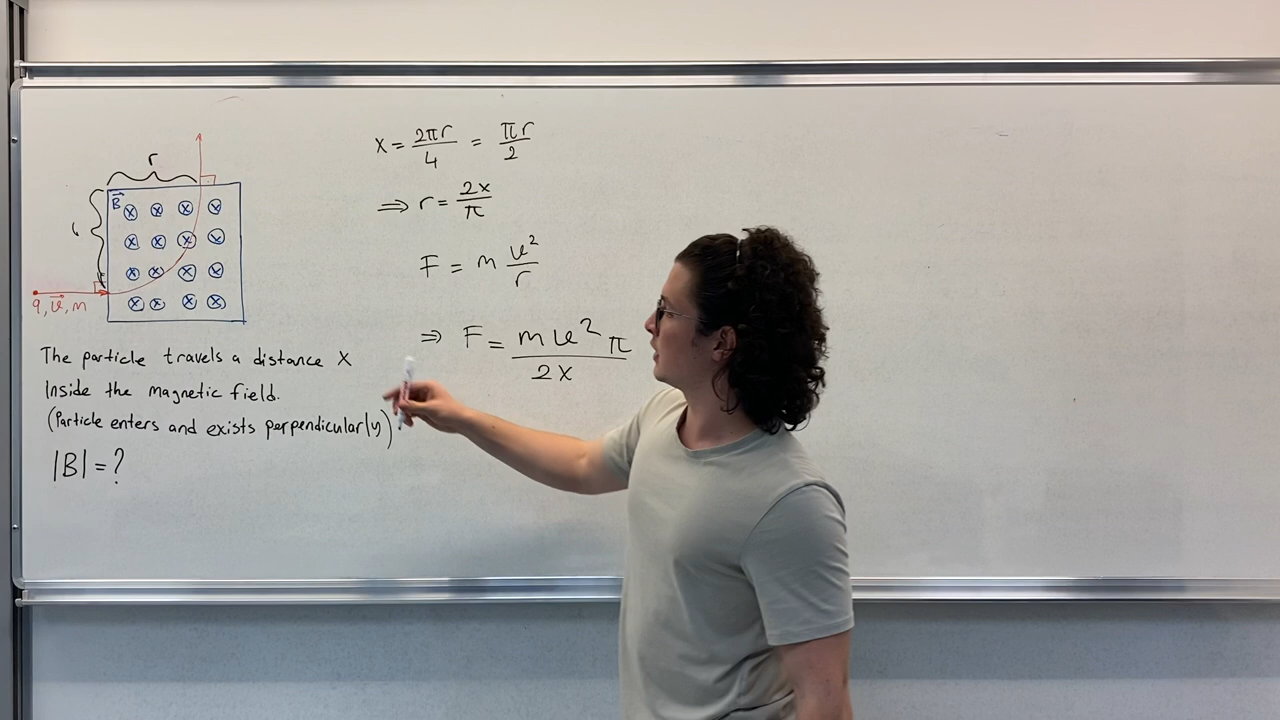 r
B⃗
r
q, v⃗, m
The particle travels a distance x
Inside the magnetic field.
(Particle enters and exists perpendicularly)
|B| = ?
x = 2πr/4 = πr/2
⇒ r = 2x/π
F = m v²/r
⇒ F = mv²π/2x